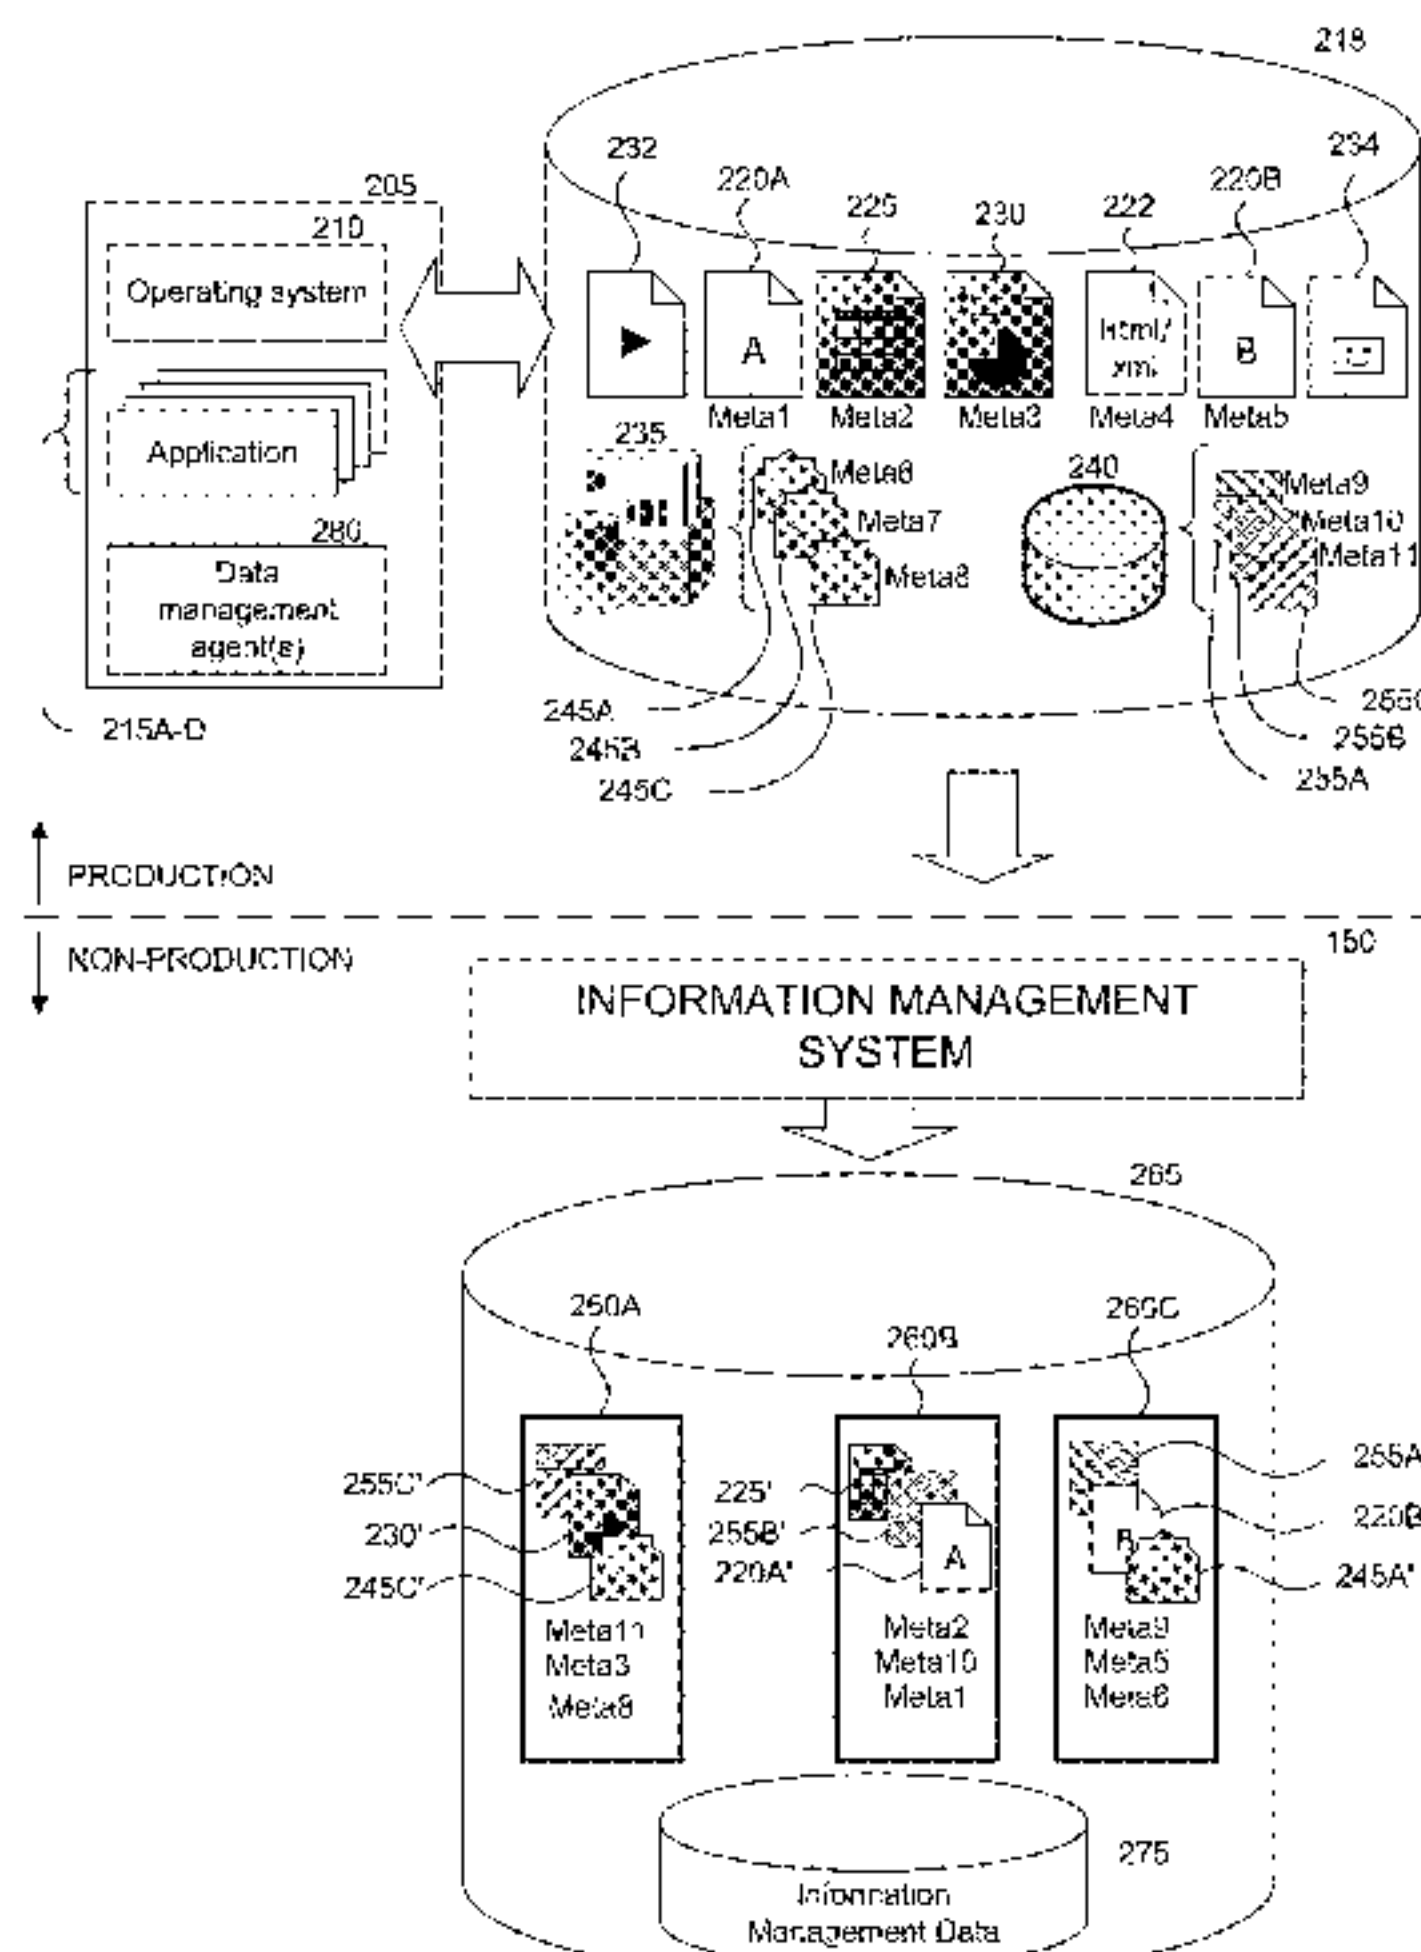 218
232
220A
225
230
222
220B
234
205
210
Operating system
Application
280
Data
management
agent(s)
215A-D
A
Html/
xml
B
Meta1
Meta2
Meta3
Meta4
Meta5
235
Meta6
Meta7
Meta8
240
Meta9
Meta10
Meta11
245A
245B
245C
255C
255B
255A
PRODUCTION
NON-PRODUCTION
150
INFORMATION MANAGEMENT
SYSTEM
265
260A
260B
260C
255C'
230'
245C'
225'
255B'
220A'
A
255A
220B
B
245A'
Meta11
Meta3
Meta8
Meta2
Meta10
Meta1
Meta9
Meta5
Meta6
275
Information
Management Data